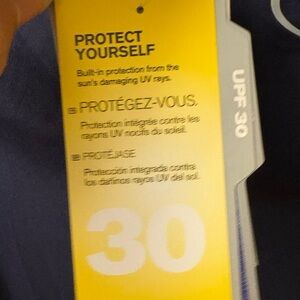 PROTECT
YOURSELF
Built-in protection from the
sun's damaging UV rays.
PROTÉGEZ-VOUS.
Protection intégrée contre les
rayons UV nocifs du soleil.
PROTÉJASE
Protección integrada contra
los dañinos rayos UV del sol.
30
UPF 30